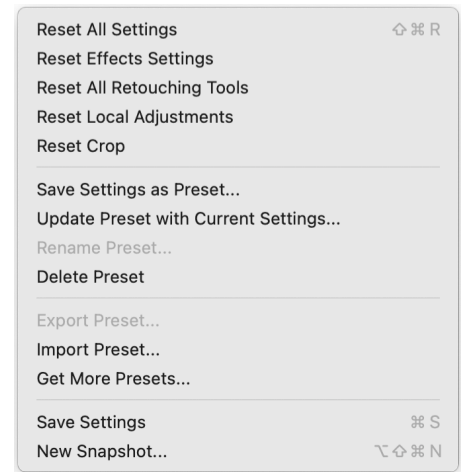 Reset All Settings ⇧⌘R
Reset Effects Settings
Reset All Retouching Tools
Reset Local Adjustments
Reset Crop
Save Settings as Preset...
Update Preset with Current Settings...
Rename Preset...
Delete Preset
Export Preset...
Import Preset...
Get More Presets...
Save Settings ⌘S
New Snapshot... ⌥⇧⌘N